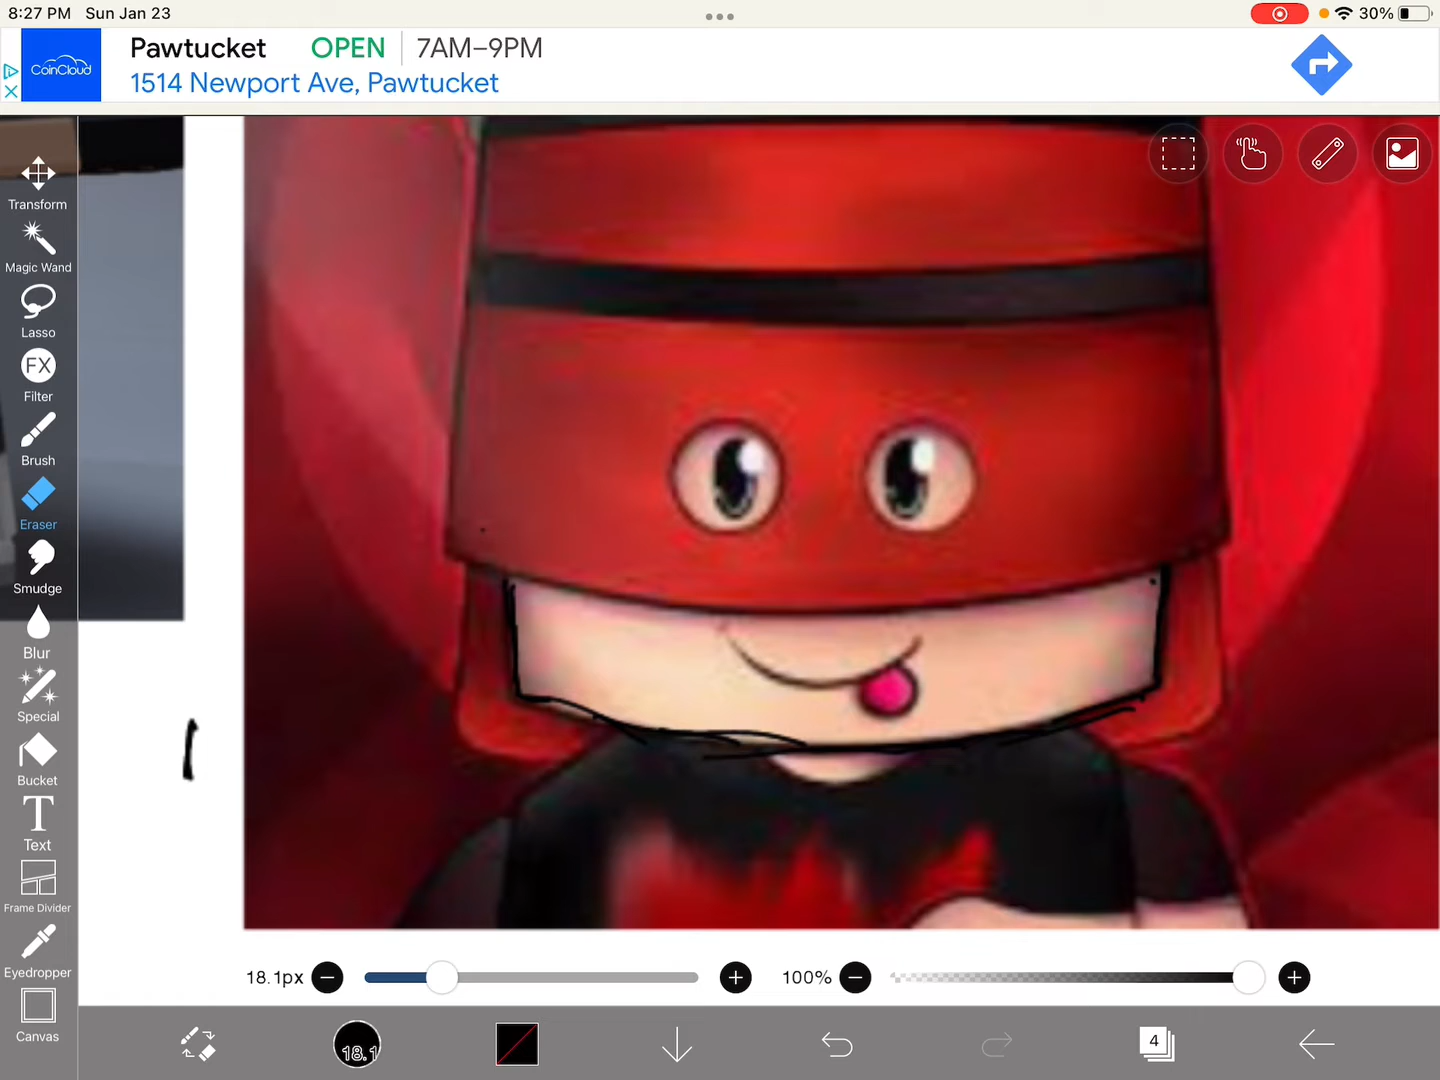 8:27 PM Sun Jan 23
30%
CoinCloud
Pawtucket OPEN 7AM–9PM
1514 Newport Ave, Pawtucket
Transform
Magic Wand
Lasso
FX
Filter
Brush
Eraser
Smudge
Blur
Special
Bucket
T
Text
Frame Divider
Eyedropper
Canvas
18.1px
100%
18.1
4